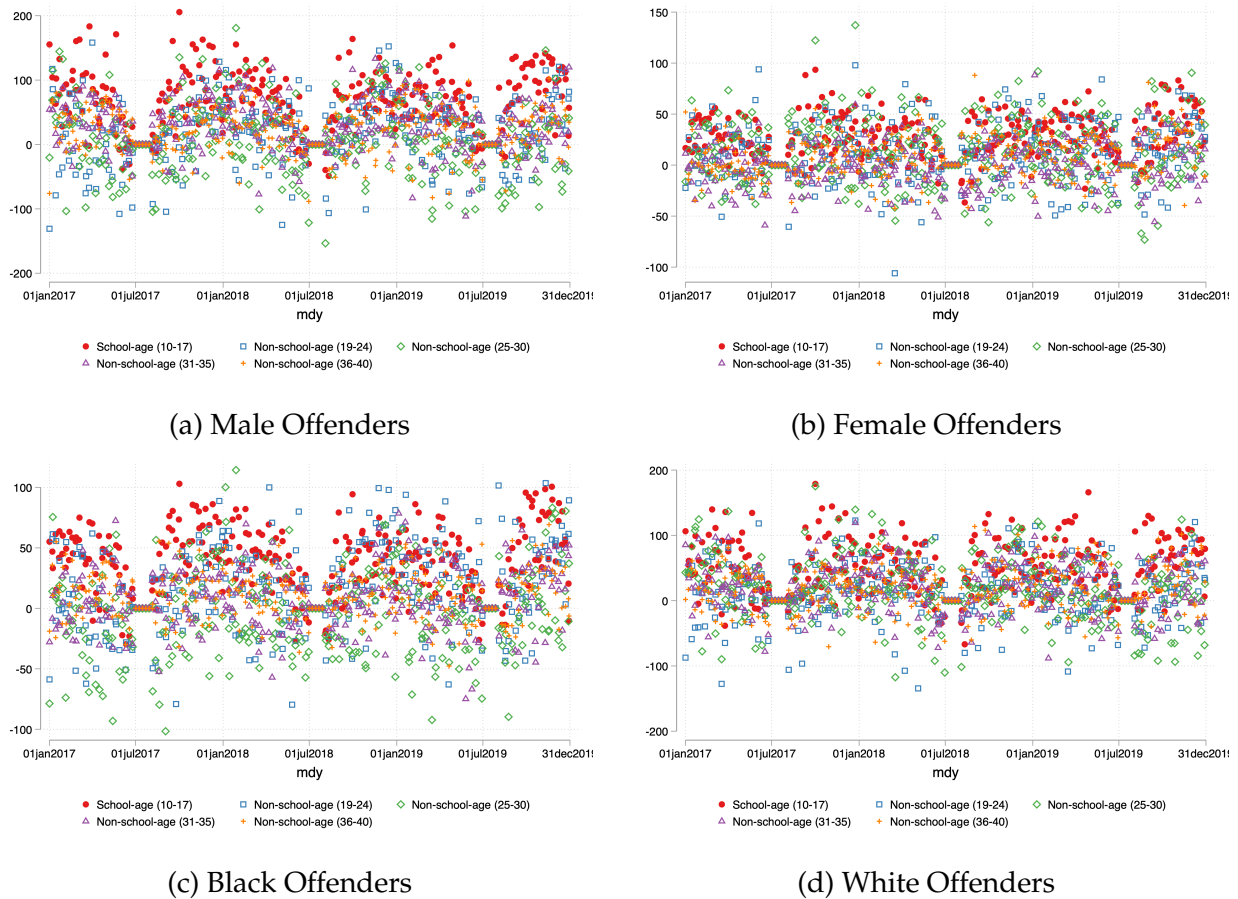 200
100
0
-100
-200
01jan2017 01jul2017 01jan2018 01jul2018 01jan2019 01jul2019 31dec2019
mdy
School-age (10-17) Non-school-age (19-24) Non-school-age (25-30)
Non-school-age (31-35) Non-school-age (36-40)
(a) Male Offenders
150
100
50
0
-50
-100
01jan2017 01jul2017 01jan2018 01jul2018 01jan2019 01jul2019 31dec2019
mdy
School-age (10-17) Non-school-age (19-24) Non-school-age (25-30)
Non-school-age (31-35) Non-school-age (36-40)
(b) Female Offenders
100
50
0
-50
-100
01jan2017 01jul2017 01jan2018 01jul2018 01jan2019 01jul2019 31dec2019
mdy
School-age (10-17) Non-school-age (19-24) Non-school-age (25-30)
Non-school-age (31-35) Non-school-age (36-40)
(c) Black Offenders
200
100
0
-100
-200
01jan2017 01jul2017 01jan2018 01jul2018 01jan2019 01jul2019 31dec2019
mdy
School-age (10-17) Non-school-age (19-24) Non-school-age (25-30)
Non-school-age (31-35) Non-school-age (36-40)
(d) White Offenders